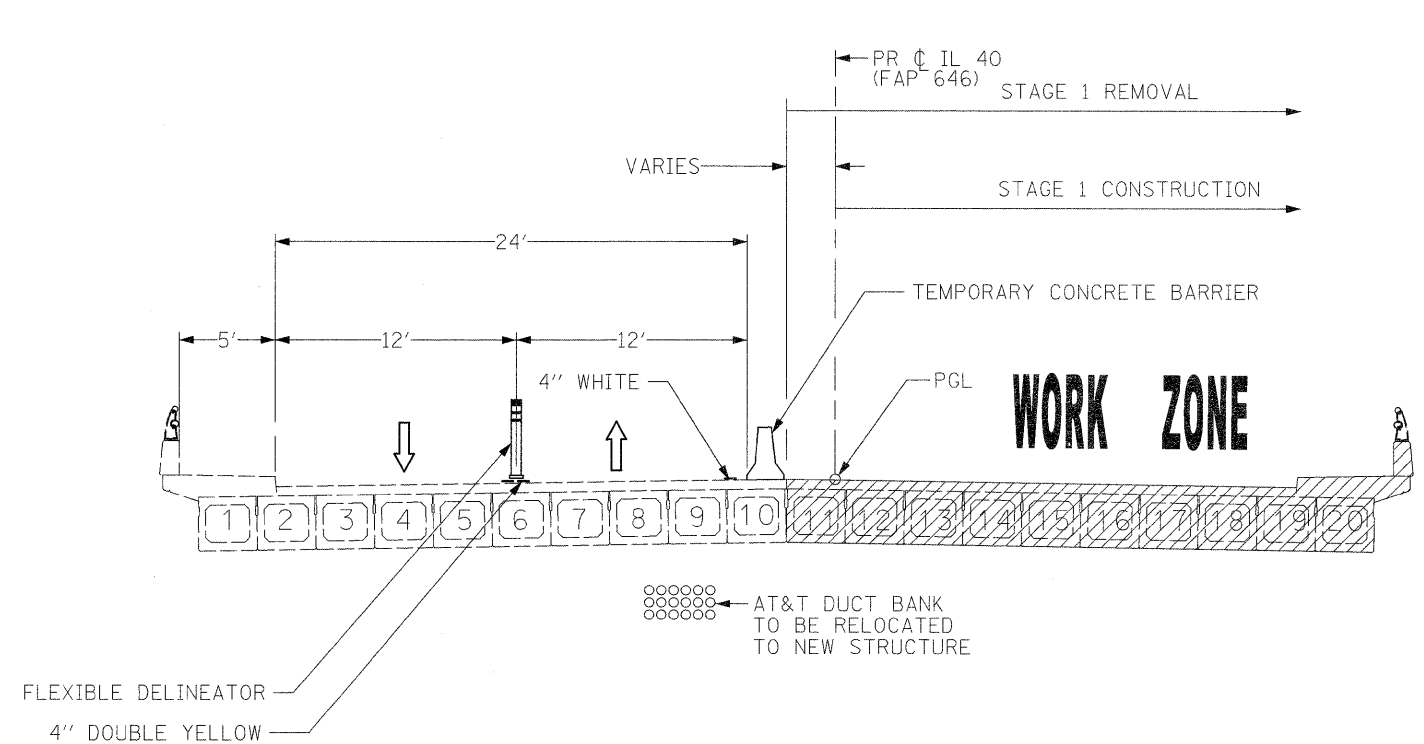 PR ℄ IL 40
(FAP 646)
STAGE 1 REMOVAL
VARIES
STAGE 1 CONSTRUCTION
24'
TEMPORARY CONCRETE BARRIER
5'
12'
12'
4'' WHITE
PGL
WORK ZONE
1 2 3 4 5 6 7 8 9 10 11 12 13 14 15 16 17 18 19 20
AT&T DUCT BANK
TO BE RELOCATED
TO NEW STRUCTURE
FLEXIBLE DELINEATOR
4'' DOUBLE YELLOW